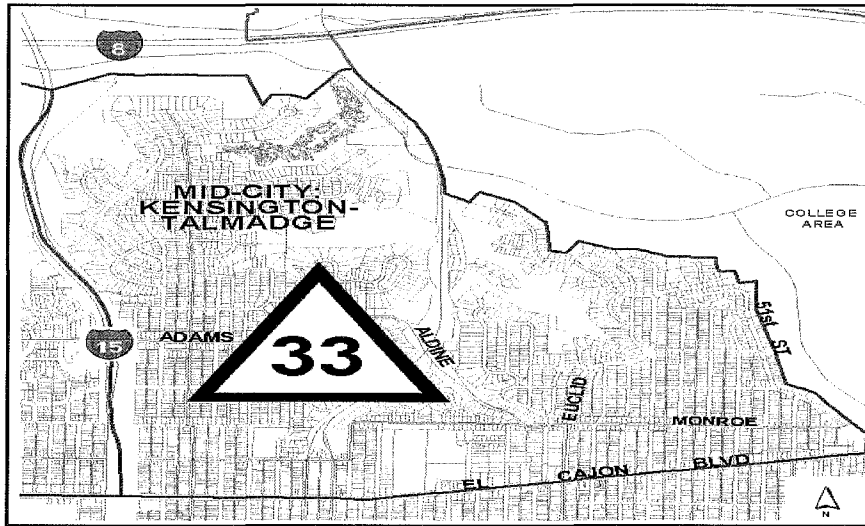 8
MID-CITY:
KENSINGTON-
TALMADGE
COLLEGE
AREA
15
ADAMS
33
ALDINE
EUCLID
51st ST
MONROE
EL CAJON BLVD
N